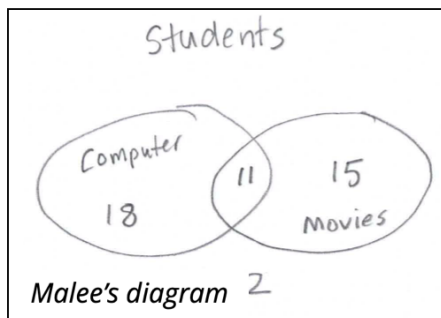 Students
Computer
11 15
18 Movies
Malee's diagram 2